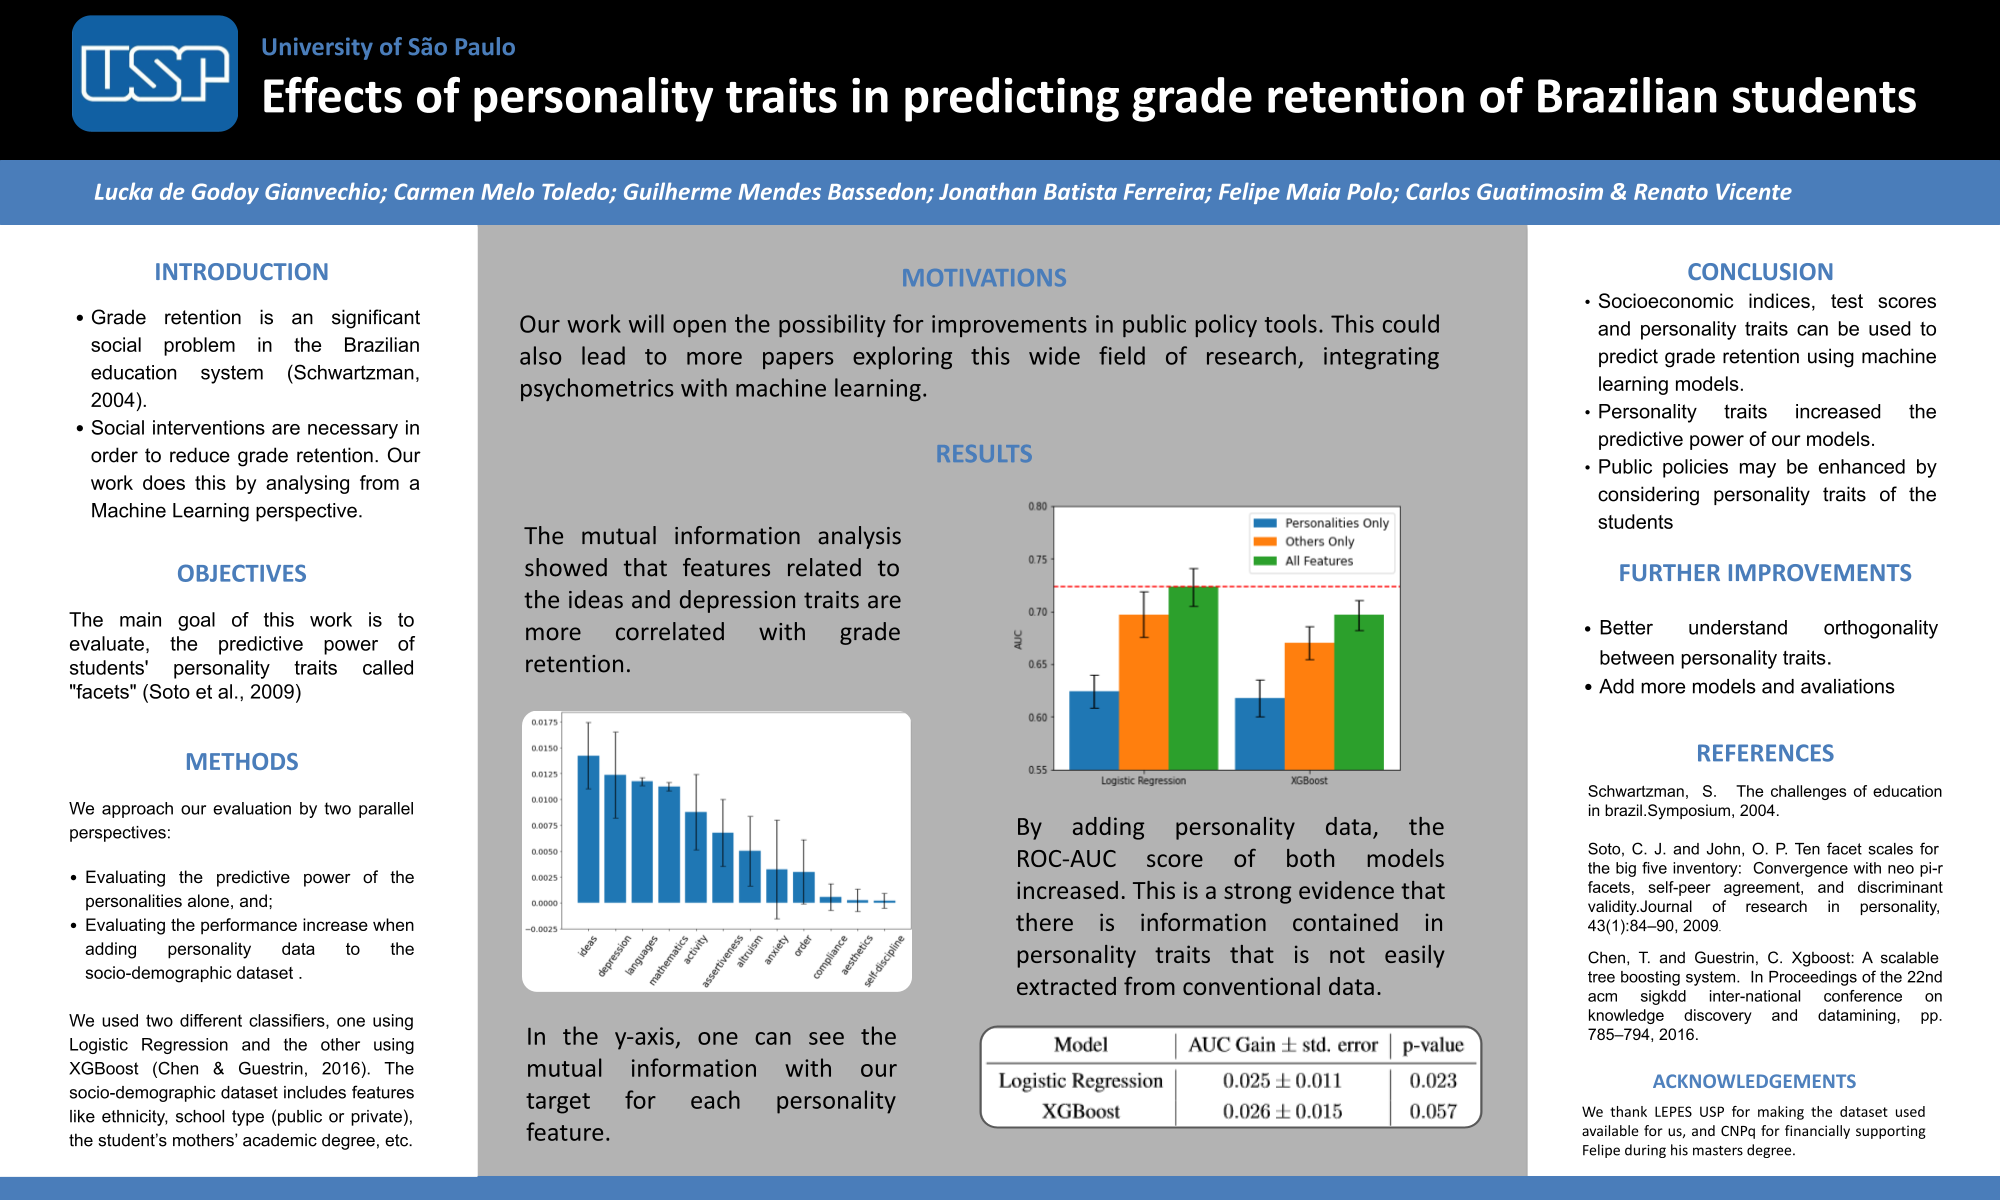 USP
University of São Paulo
Effects of personality traits in predicting grade retention of Brazilian students
Lucka de Godoy Gianvechio; Carmen Melo Toledo; Guilherme Mendes Bassedon; Jonathan Batista Ferreira; Felipe Maia Polo; Carlos Guatimosim & Renato Vicente
INTRODUCTION
• Grade retention is an significant
social problem in the Brazilian
education system (Schwartzman,
2004).
• Social interventions are necessary in
order to reduce grade retention. Our
work does this by analysing from a
Machine Learning perspective.
OBJECTIVES
The main goal of this work is to
evaluate, the predictive power of
students' personality traits called
"facets" (Soto et al., 2009)
METHODS
We approach our evaluation by two parallel
perspectives:
• Evaluating the predictive power of the
personalities alone, and;
• Evaluating the performance increase when
adding personality data to the
socio-demographic dataset .
We used two different classifiers, one using
Logistic Regression and the other using
XGBoost (Chen & Guestrin, 2016). The
socio-demographic dataset includes features
like ethnicity, school type (public or private),
the student's mothers' academic degree, etc.
MOTIVATIONS
Our work will open the possibility for improvements in public policy tools. This could
also lead to more papers exploring this wide field of research, integrating
psychometrics with machine learning.
RESULTS
The mutual information analysis
showed that features related to
the ideas and depression traits are
more correlated with grade
retention.
0.0175
0.0150
0.0125
0.0100
0.0075
0.0050
0.0025
0.0000
−0.0025
ideas
depression
languages
mathematics
activity
assertiveness
altruism
anxiety
order
compliance
aesthetics
self-discipline
In the y-axis, one can see the
mutual information with our
target for each personality
feature.
0.80
0.75
0.70
0.65
0.60
0.55
AUC
Personalities Only
Others Only
All Features
Logistic Regression
XGBoost
By adding personality data, the
ROC-AUC score of both models
increased. This is a strong evidence that
there is information contained in
personality traits that is not easily
extracted from conventional data.
Model AUC Gain ± std. error p-value
Logistic Regression 0.025 ± 0.011 0.023
XGBoost 0.026 ± 0.015 0.057
CONCLUSION
• Socioeconomic indices, test scores
and personality traits can be used to
predict grade retention using machine
learning models.
• Personality traits increased the
predictive power of our models.
• Public policies may be enhanced by
considering personality traits of the
students
FURTHER IMPROVEMENTS
• Better understand orthogonality
between personality traits.
• Add more models and avaliations
REFERENCES
Schwartzman, S. The challenges of education
in brazil.Symposium, 2004.
Soto, C. J. and John, O. P. Ten facet scales for
the big five inventory: Convergence with neo pi-r
facets, self-peer agreement, and discriminant
validity.Journal of research in personality,
43(1):84–90, 2009.
Chen, T. and Guestrin, C. Xgboost: A scalable
tree boosting system. In Proceedings of the 22nd
acm sigkdd inter-national conference on
knowledge discovery and datamining, pp.
785–794, 2016.
ACKNOWLEDGEMENTS
We thank LEPES USP for making the dataset used
available for us, and CNPq for financially supporting
Felipe during his masters degree.